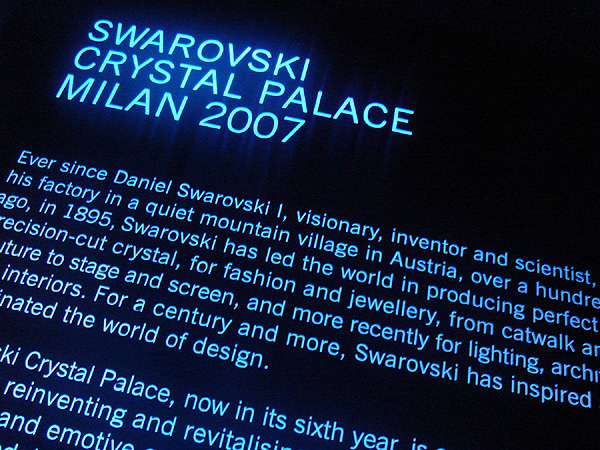 SWAROVSKI
CRYSTAL PALACE
MILAN 2007
Ever since Daniel Swarovski I, visionary, inventor and scientist,
his factory in a quiet mountain village in Austria, over a hundre
ago, in 1895, Swarovski has led the world in producing perfect
recision-cut crystal, for fashion and jewellery, from catwalk an
uture to stage and screen, and more recently for lighting, archi
interiors. For a century and more, Swarovski has inspired
inated the world of design.
ski Crystal Palace, now in its sixth year, is
reinventing and revitalisin
and emotive